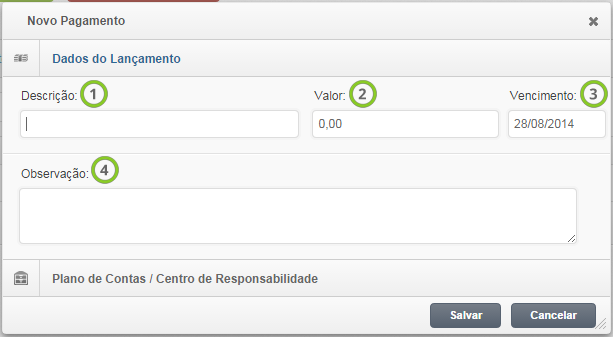 Novo Pagamento
Dados do Lançamento
Descrição: 1 Valor: 2 Vencimento: 3
0,00 28/08/2014
Observação: 4
Plano de Contas / Centro de Responsabilidade
Salvar Cancelar